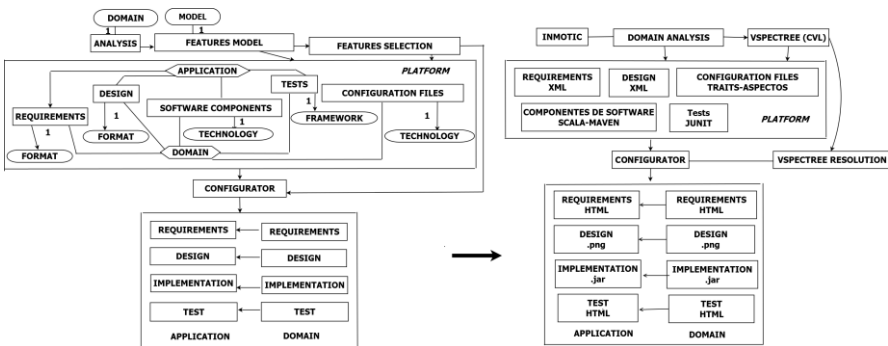 DOMAIN
MODEL
1
1
ANALYSIS
FEATURES MODEL
FEATURES SELECTION
APPLICATION
PLATFORM
DESIGN
TESTS
CONFIGURATION FILES
REQUIREMENTS
SOFTWARE COMPONENTS
1
1
1
1
1
FORMAT
TECHNOLOGY
FRAMEWORK
TECHNOLOGY
FORMAT
DOMAIN
CONFIGURATOR
REQUIREMENTS
REQUIREMENTS
DESIGN
DESIGN
IMPLEMENTATION
IMPLEMENTATION
TEST
TEST
APPLICATION
DOMAIN
INMOTIC
DOMAIN ANALYSIS
VSPECTREE (CVL)
REQUIREMENTS
XML
DESIGN
XML
CONFIGURATION FILES
TRAITS-ASPECTOS
COMPONENTES DE SOFTWARE
SCALA-MAVEN
Tests
JUNIT
PLATFORM
CONFIGURATOR
VSPECTREE RESOLUTION
REQUIREMENTS
HTML
REQUIREMENTS
HTML
DESIGN
.png
DESIGN
.png
IMPLEMENTATION
.jar
IMPLEMENTATION
.jar
TEST
HTML
TEST
HTML
APPLICATION
DOMAIN